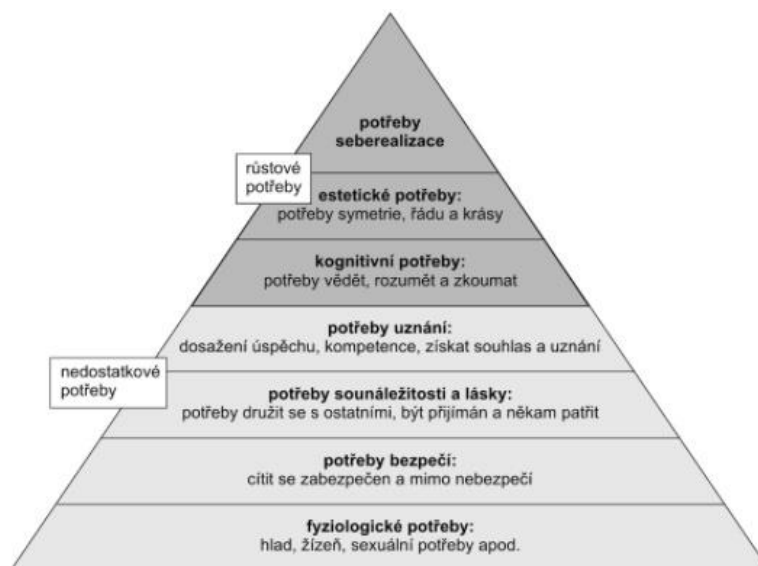 potřeby
seberealizace
růstové
potřeby
estetické potřeby:
potřeby symetrie, řádu a krásy
kognitivní potřeby:
potřeby vědět, rozumět a zkoumat
potřeby uznání:
dosažení úspěchu, kompetence, získat souhlas a uznání
nedostatkové
potřeby
potřeby sounáležitosti a lásky:
potřeby družit se s ostatními, být přijímán a někam patřit
potřeby bezpečí:
cítit se zabezpečen a mimo nebezpečí
fyziologické potřeby:
hlad, žízeň, sexuální potřeby apod.